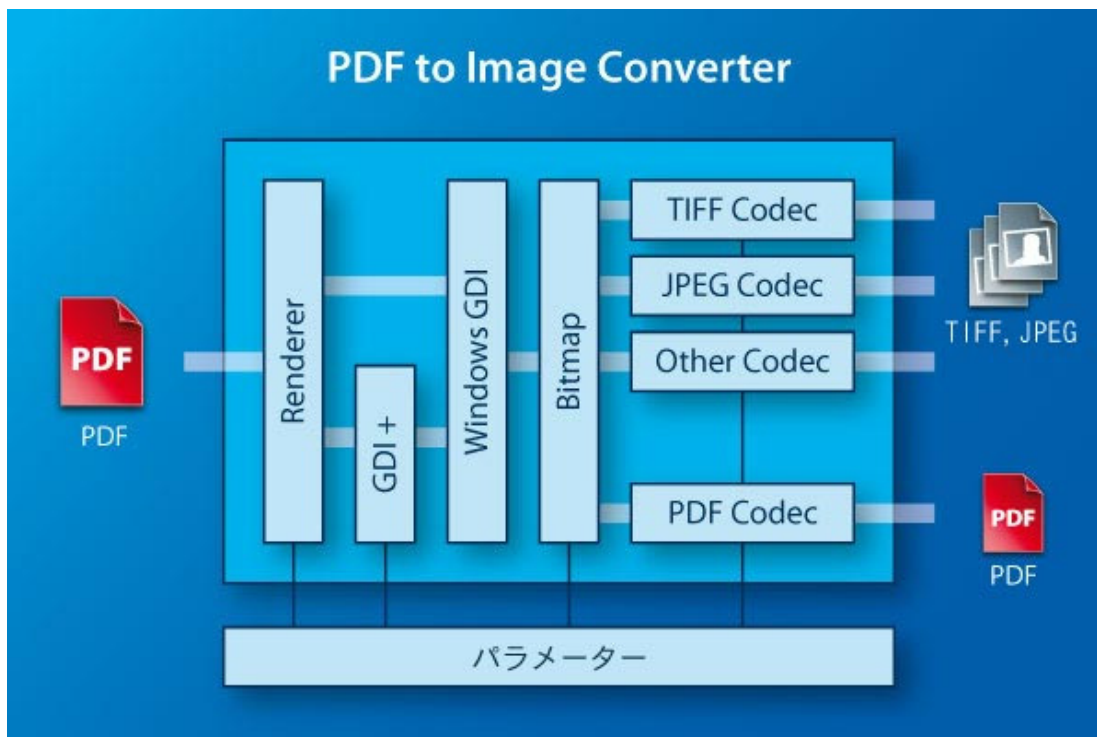 PDF to Image Converter
PDF
PDF
Renderer
GDI +
Windows GDI
Bitmap
TIFF Codec
JPEG Codec
Other Codec
PDF Codec
TIFF, JPEG
PDF
PDF
パラメーター